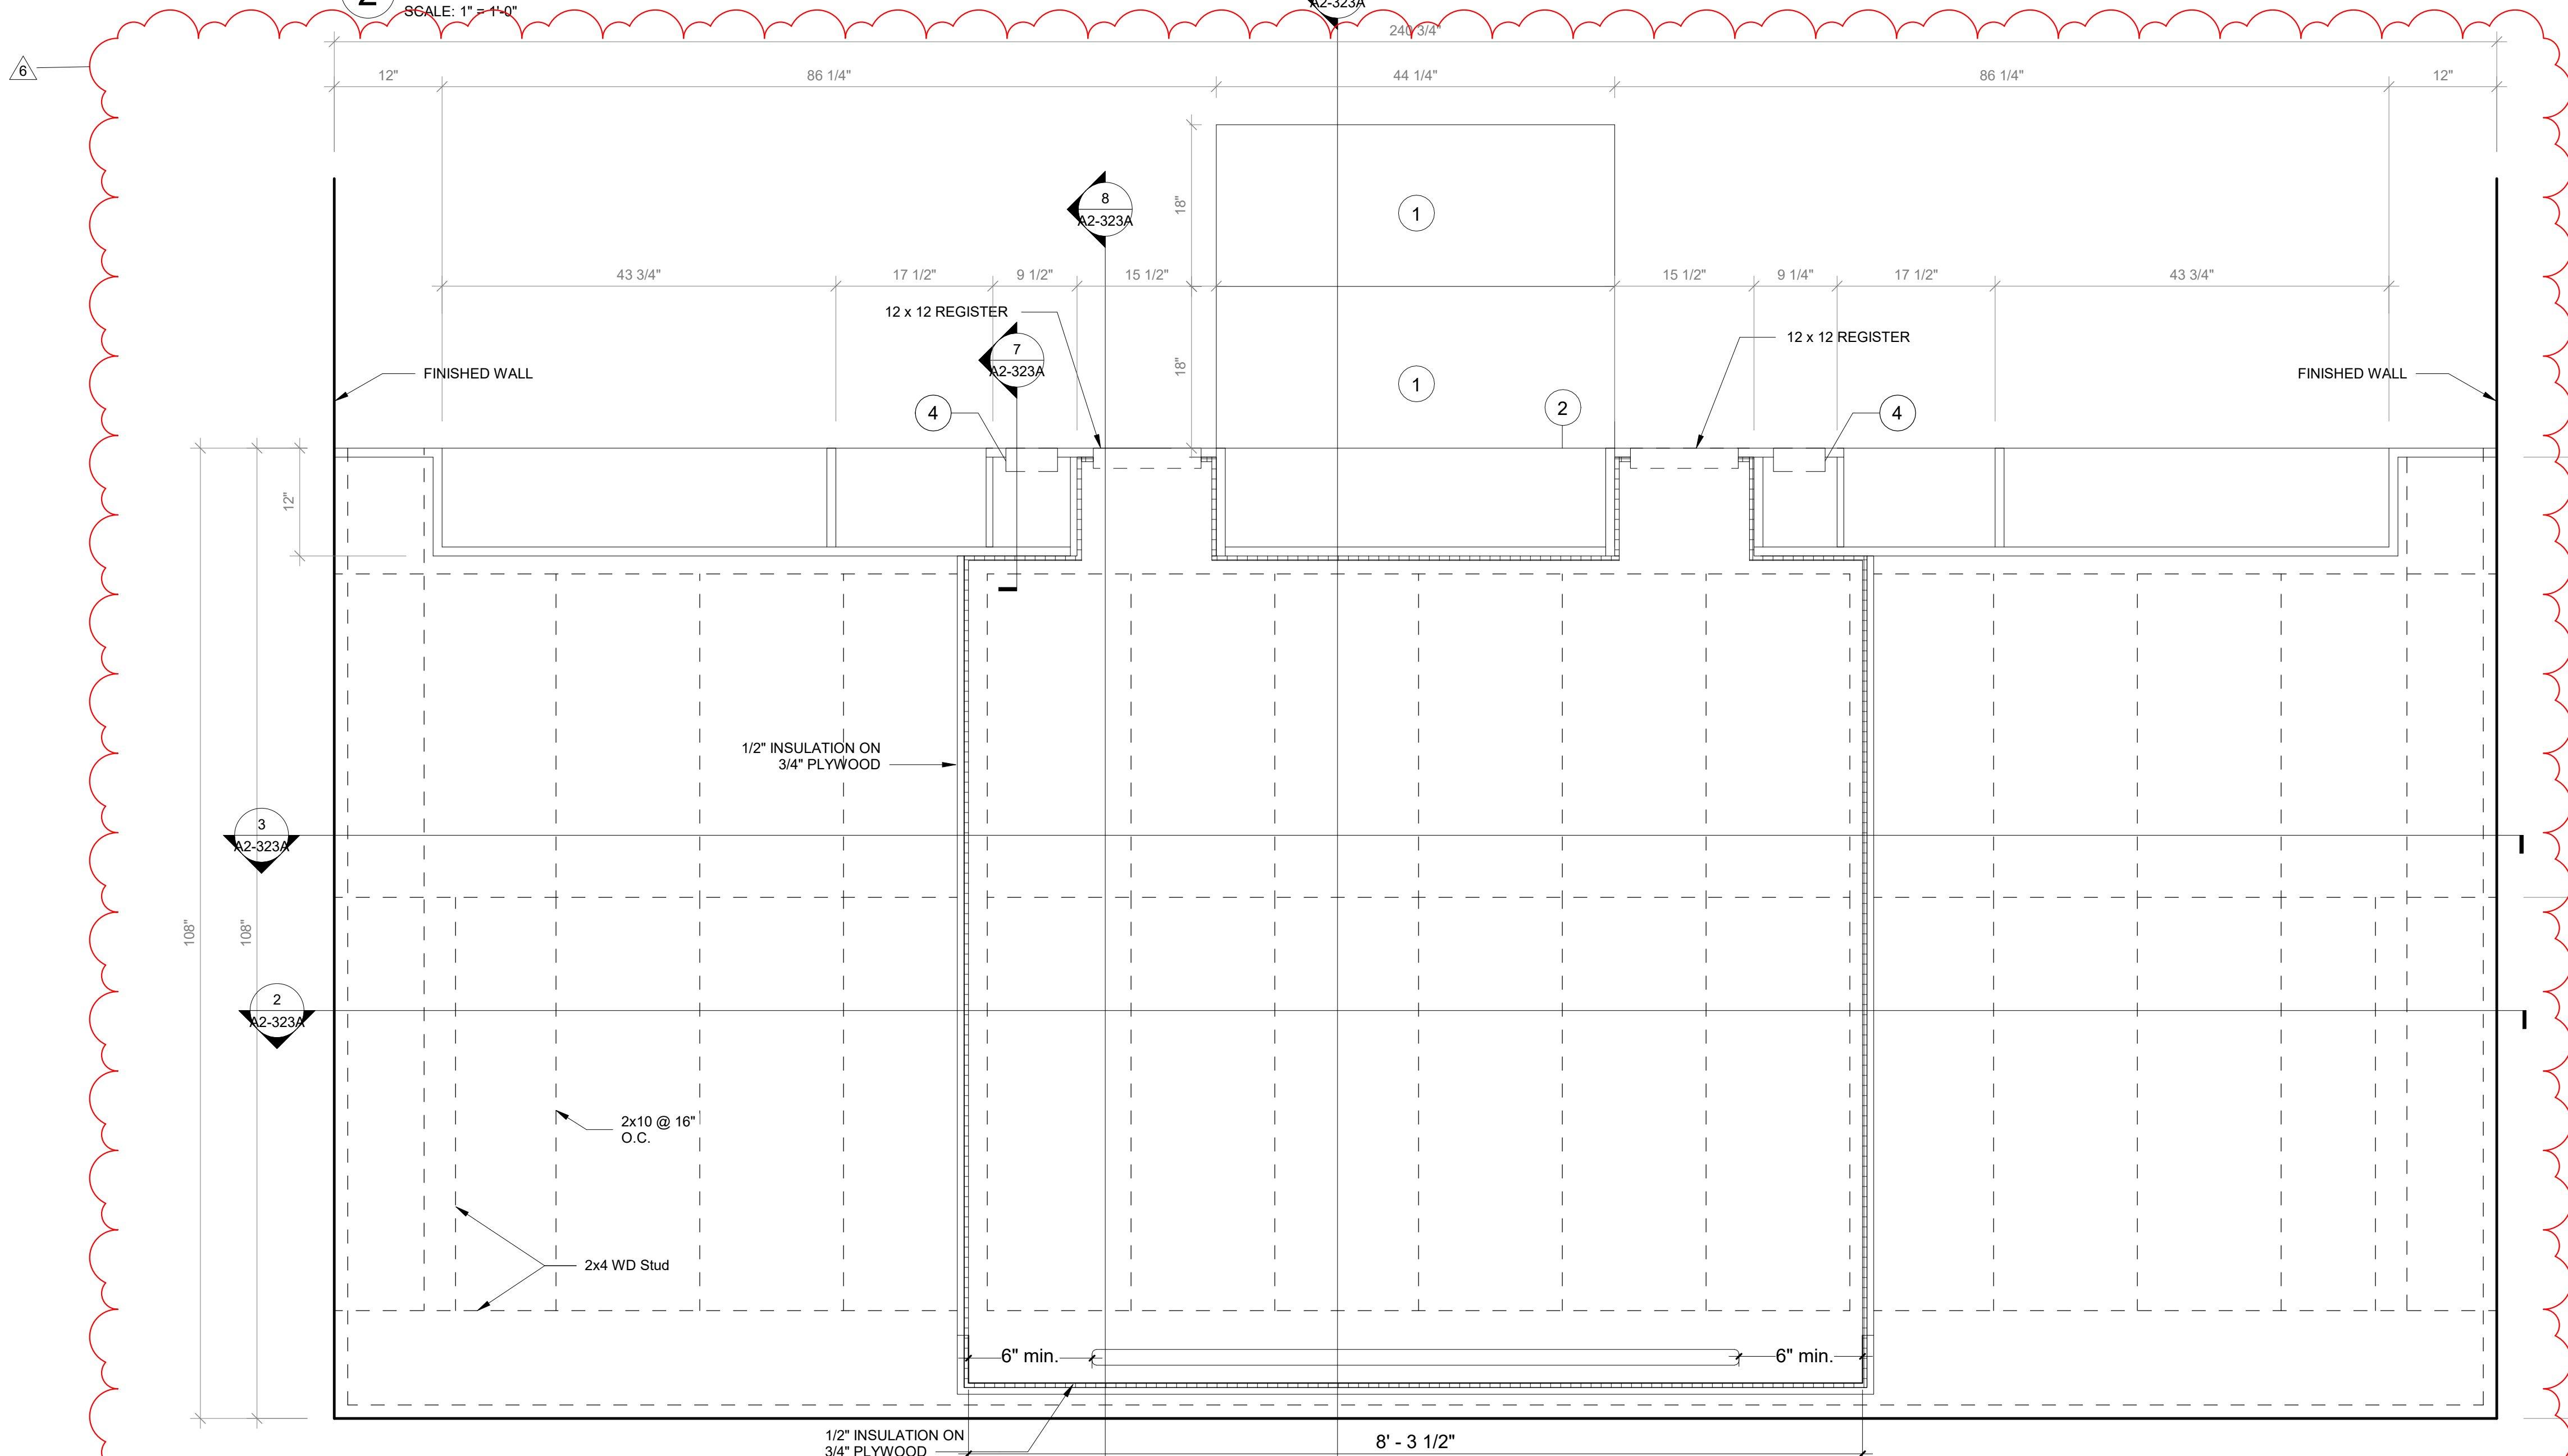 2
SCALE: 1" = 1'-0"
A2-323A
240 3/4"
6
12"
86 1/4"
44 1/4"
86 1/4"
12"
8
A2-323A
18"
1
43 3/4"
17 1/2"
9 1/2"
15 1/2"
15 1/2"
9 1/4"
17 1/2"
43 3/4"
12 x 12 REGISTER
12 x 12 REGISTER
7
A2-323A
18"
1
FINISHED WALL
FINISHED WALL
4
2
4
12"
1/2" INSULATION ON
3/4" PLYWOOD
3
A2-323A
108"
108"
2
A2-323A
2x10 @ 16"
O.C.
2x4 WD Stud
6" min.
6" min.
1/2" INSULATION ON
3/4" PLYWOOD
8' - 3 1/2"